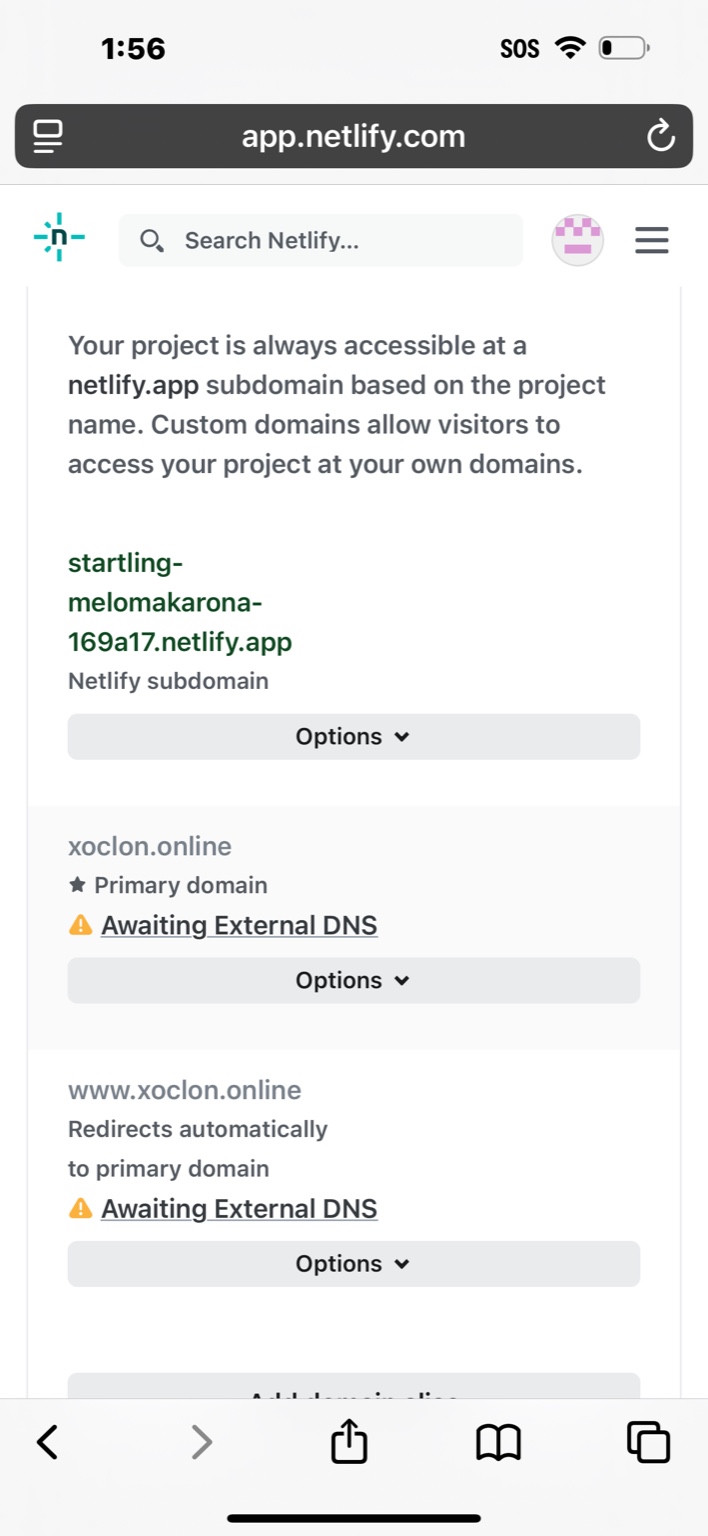 1:56
SOS
app.netlify.com
n
Search Netlify...
Your project is always accessible at a
netlify.app subdomain based on the project
name. Custom domains allow visitors to
access your project at your own domains.
startling-
melomakarona-
169a17.netlify.app
Netlify subdomain
Options
xoclon.online
Primary domain
Awaiting External DNS
Options
www.xoclon.online
Redirects automatically
to primary domain
Awaiting External DNS
Options
Add domain alias